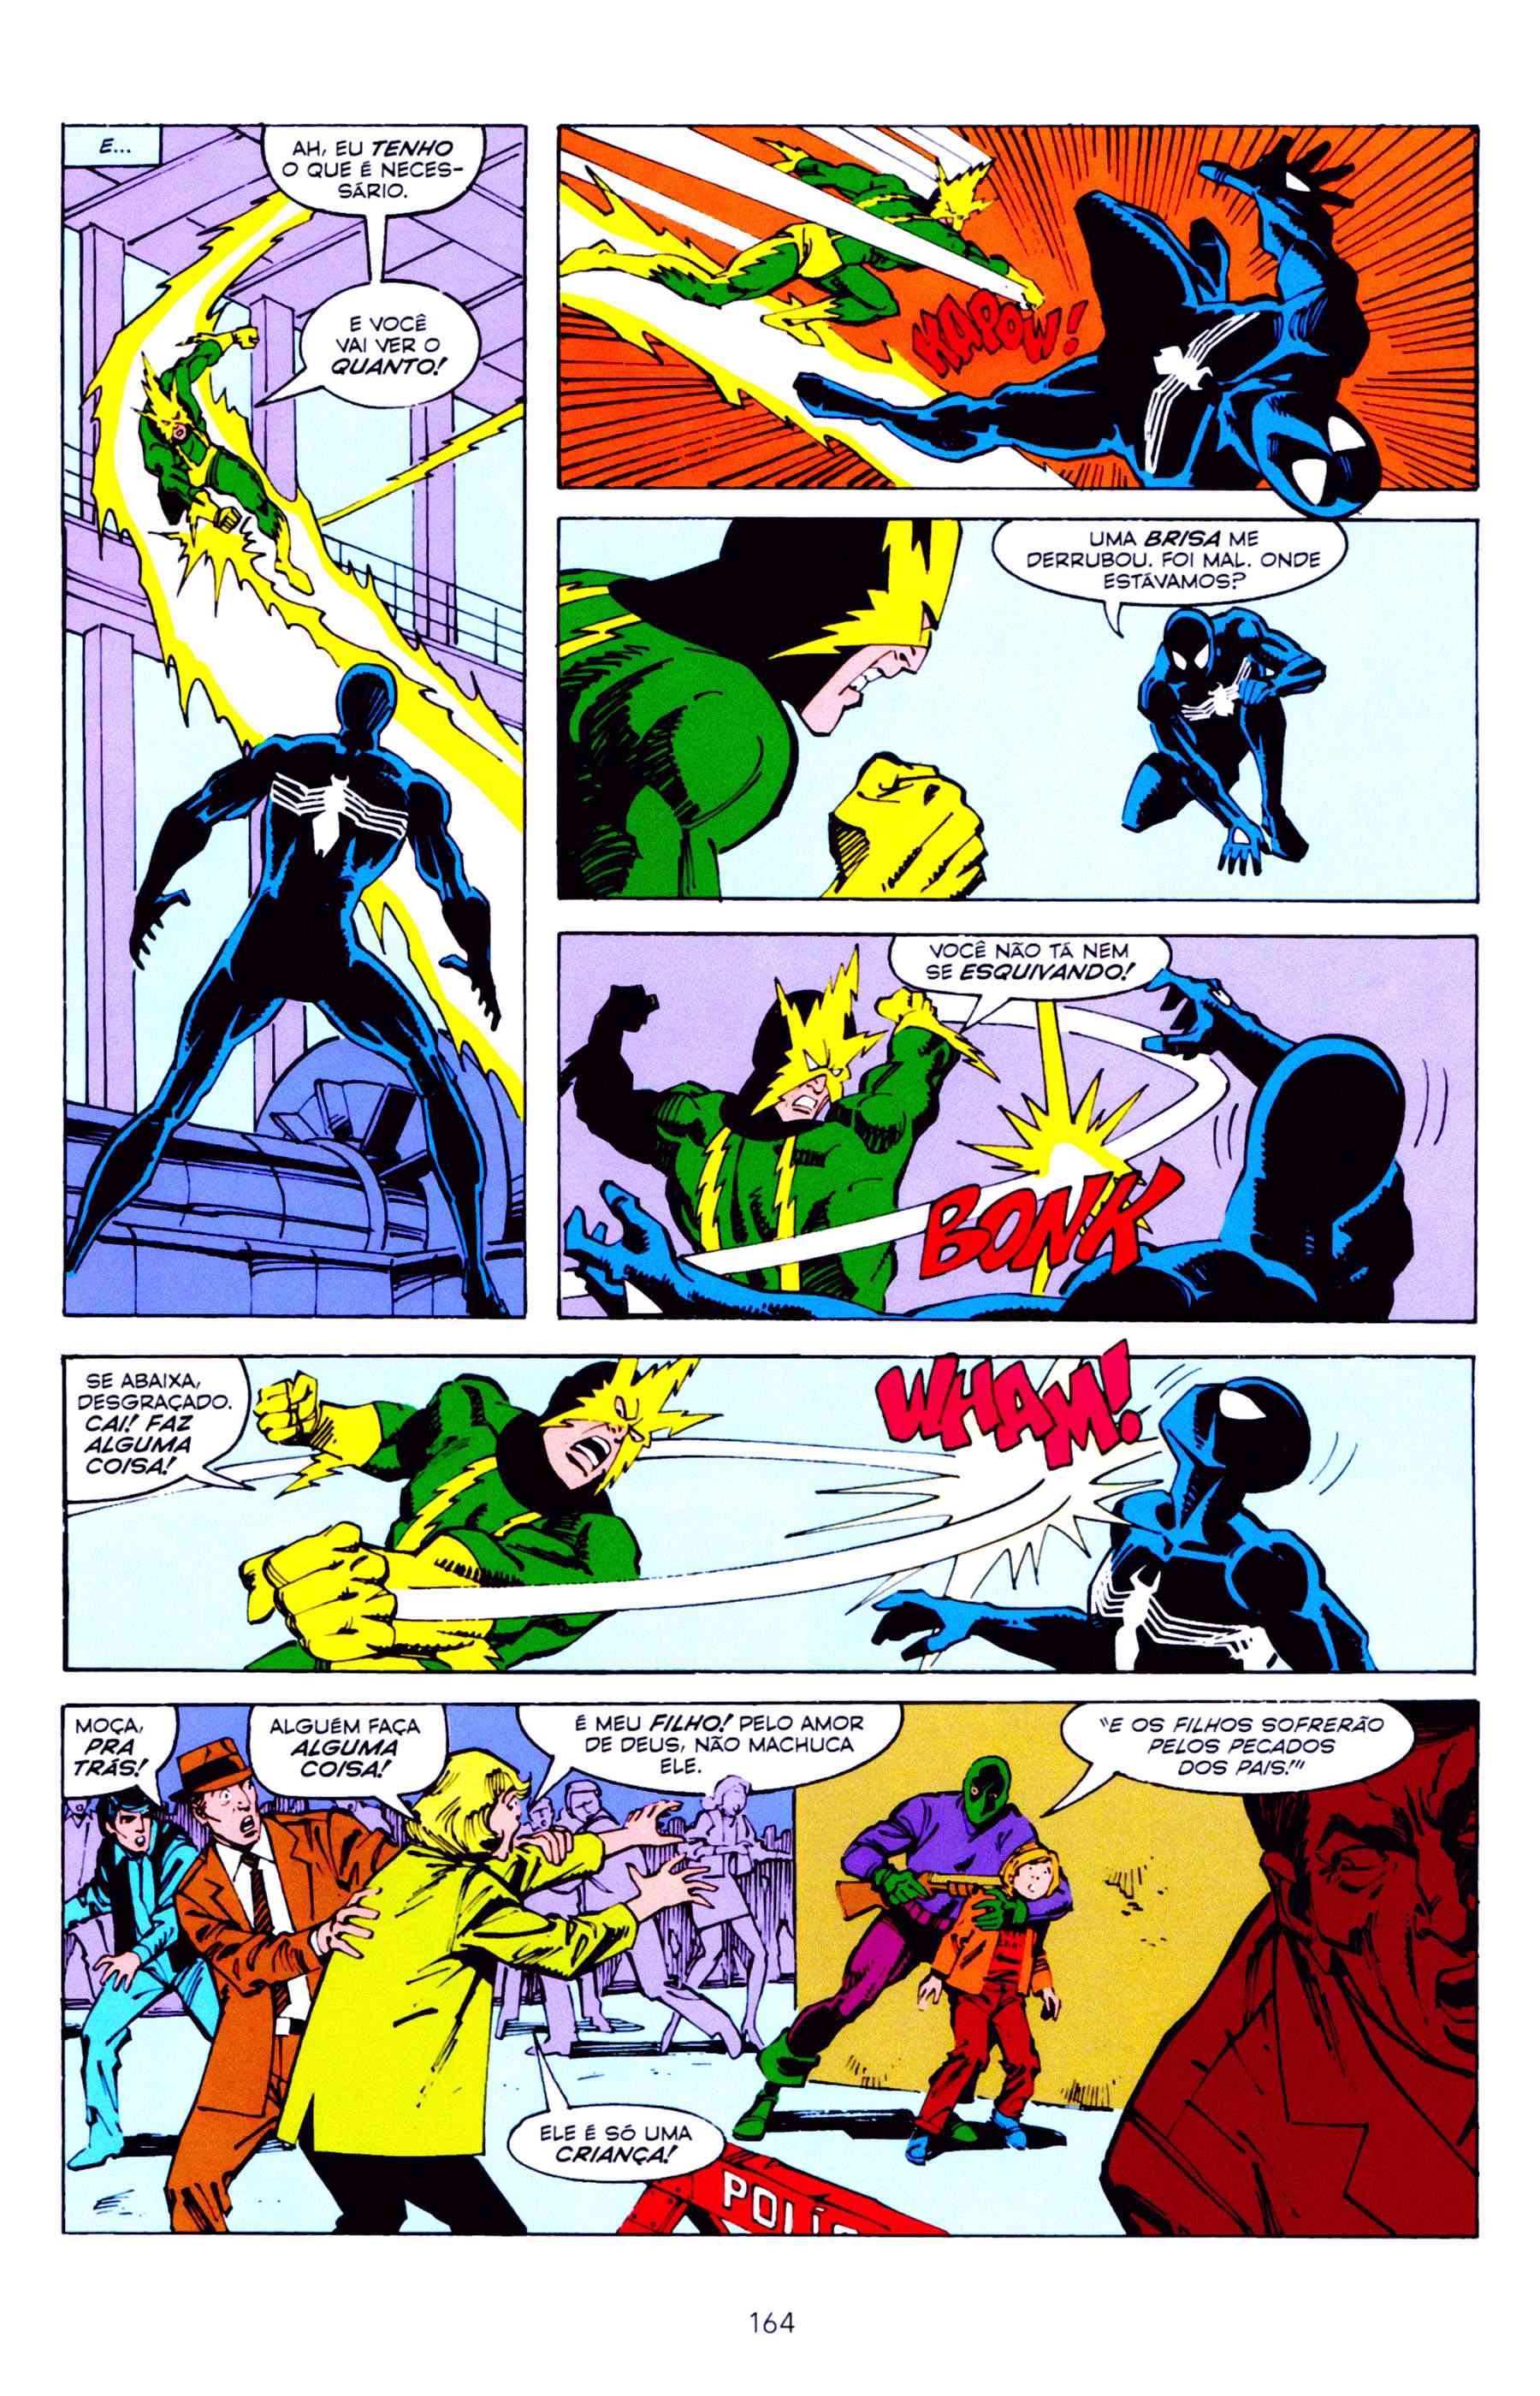 E...
AH, EU TENHO
O QUE É NECES-
SÁRIO.
E VOCÊ
VAI VER O
QUANTO!
KAPOW!
UMA BRISA ME
DERRUBOU. FOI MAL. ONDE
ESTÁVAMOS?
VOCÊ NÃO TÁ NEM
SE ESQUIVANDO!
BONK
SE ABAIXA,
DESGRAÇADO.
CAI! FAZ
ALGUMA
COISA!
WHAM!
MOÇA,
PRA
TRÁS!
ALGUÉM FAÇA
ALGUMA
COISA!
É MEU FILHO! PELO AMOR
DE DEUS, NÃO MACHUCA
ELE.
"E OS FILHOS SOFRERÃO
PELOS PECADOS
DOS PAIS!"
ELE É SÓ UMA
CRIANÇA!
POLÍC
164